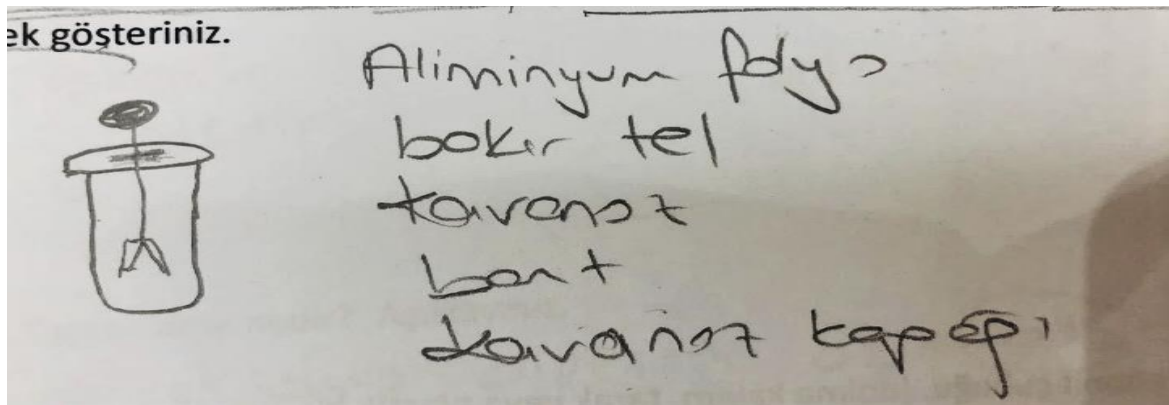 ek gösteriniz.
Aliminyum folyo
bakır tel
kavanoz
bant
kavanoz kapağı